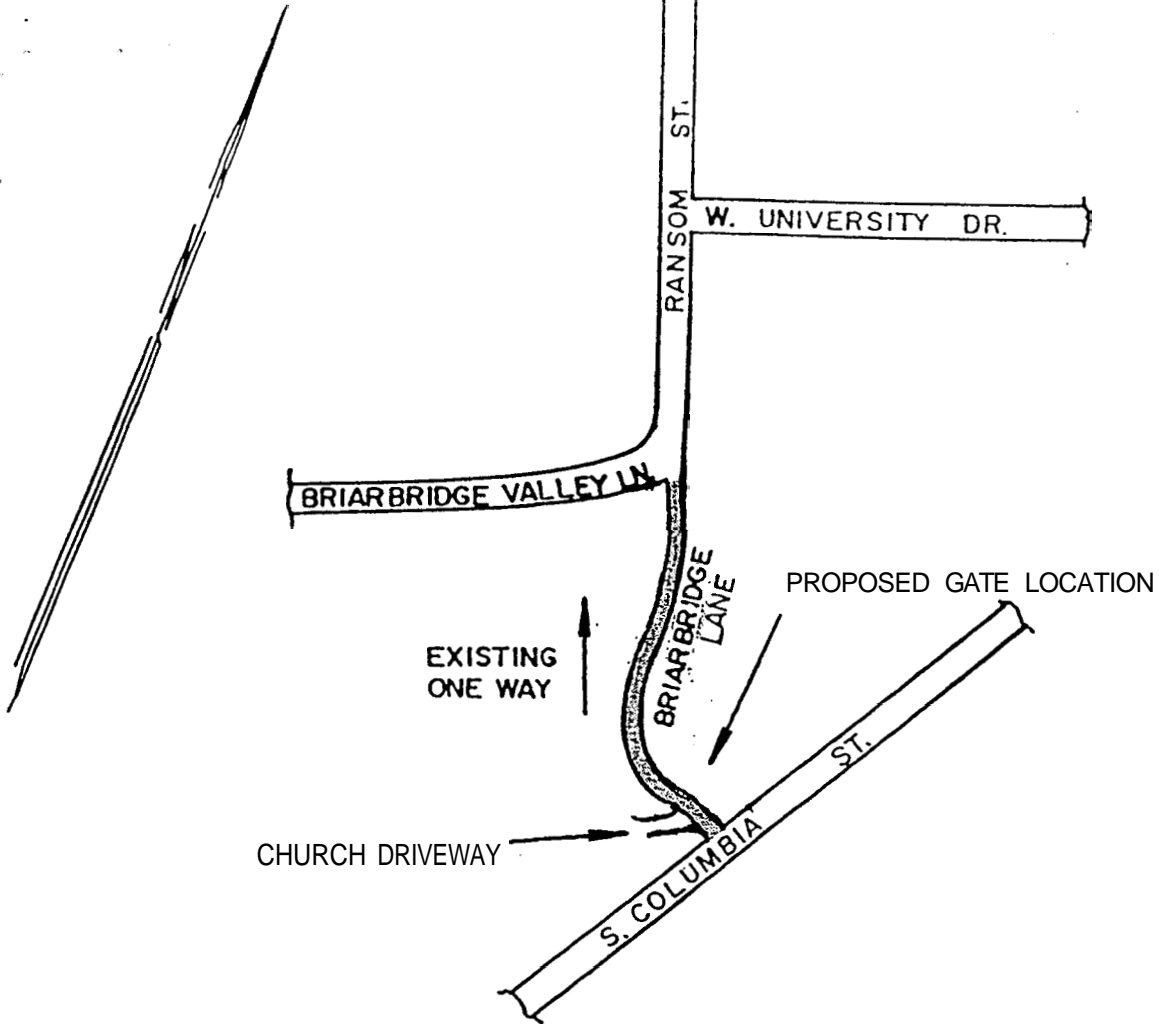 RANSOM ST.
W. UNIVERSITY DR.
BRIARBRIDGE VALLEY LN
BRIARBRIDGE
LANE
PROPOSED GATE LOCATION
EXISTING
ONE WAY
ST.
CHURCH DRIVEWAY
S. COLUMBIA